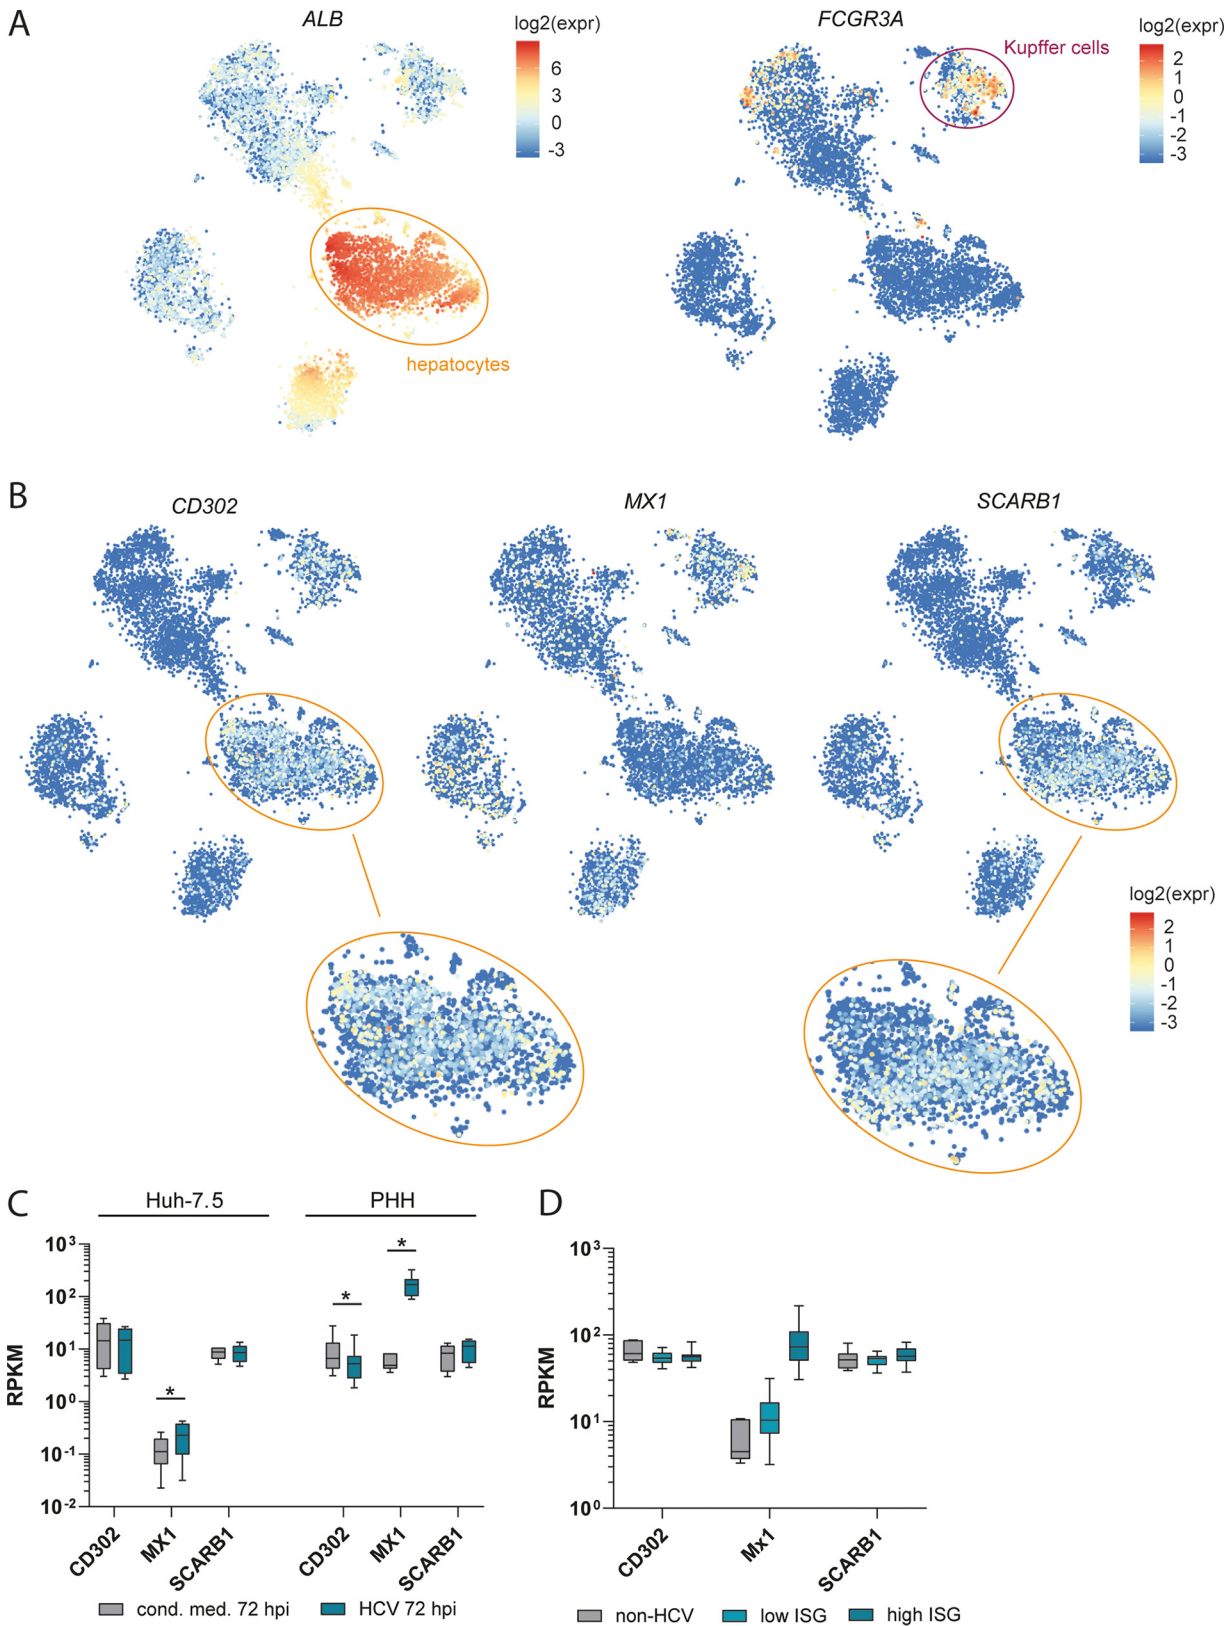 A
ALB
log2(expr)
6
3
0
-3
hepatocytes
FCGR3A
Kupffer cells
log2(expr)
2
1
0
-1
-2
-3
B
CD302
MX1
SCARB1
log2(expr)
2
1
0
-1
-2
-3
C
Huh-7.5
PHH
RPKM
10³
10²
10¹
10⁰
10⁻¹
10⁻²
*
*
*
CD302
MX1
SCARB1
CD302
MX1
SCARB1
cond. med. 72 hpi
HCV 72 hpi
D
RPKM
10³
10²
10¹
10⁰
CD302
Mx1
SCARB1
non-HCV
low ISG
high ISG